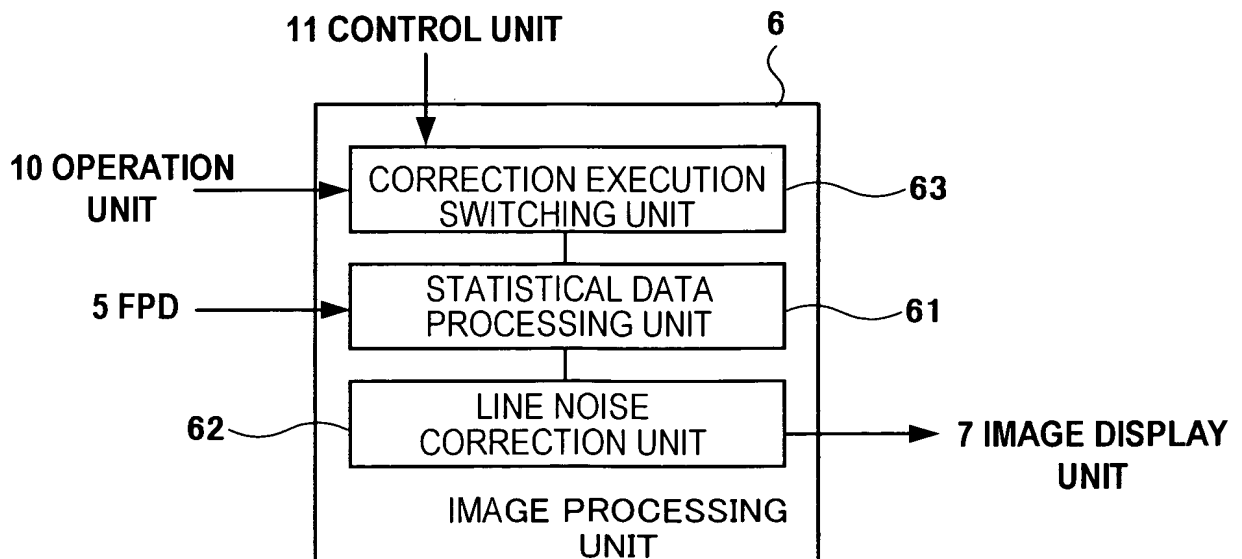 11 CONTROL UNIT
6
10 OPERATION
UNIT
CORRECTION EXECUTION
SWITCHING UNIT
63
5 FPD
STATISTICAL DATA
PROCESSING UNIT
61
62
LINE NOISE
CORRECTION UNIT
7 IMAGE DISPLAY
UNIT
IMAGE PROCESSING
UNIT